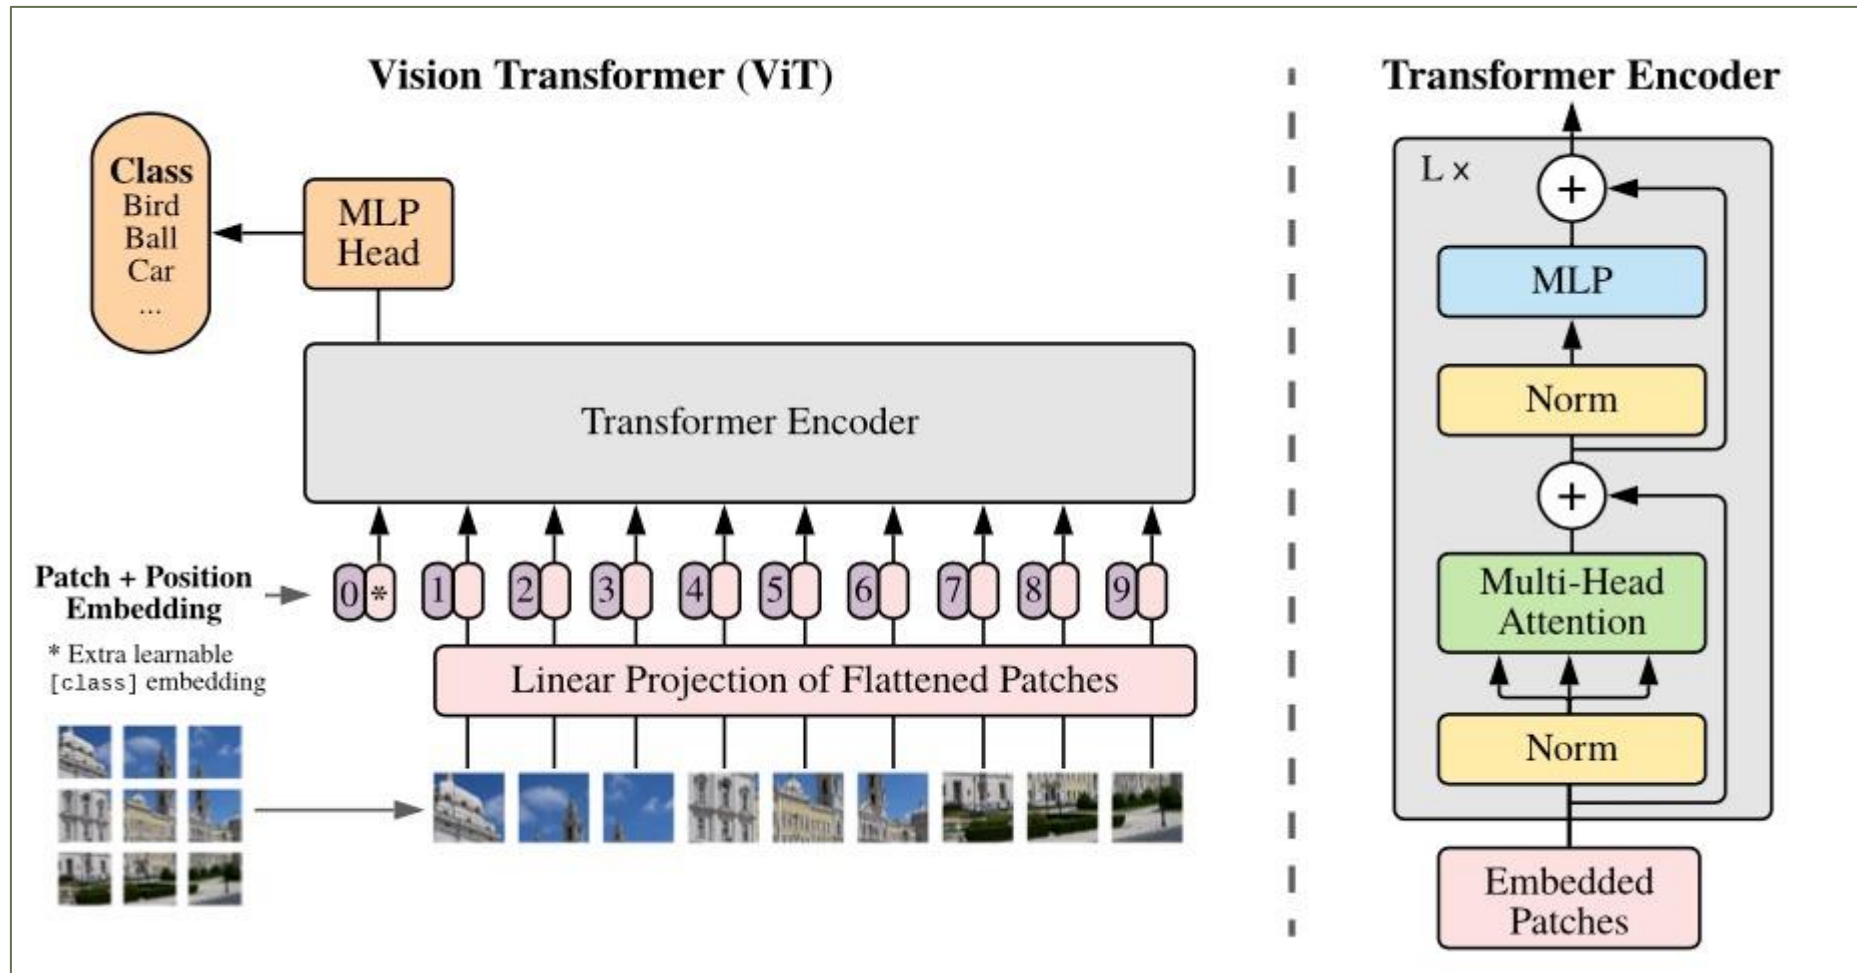 Vision Transformer (ViT)
Class
Bird
Ball
Car
...
MLP
Head
Transformer Encoder
Patch + Position
Embedding
0 * 1 2 3 4 5 6 7 8 9
* Extra learnable
[class] embedding
Linear Projection of Flattened Patches
Transformer Encoder
L x
+
MLP
Norm
+
Multi-Head
Attention
Norm
Embedded
Patches